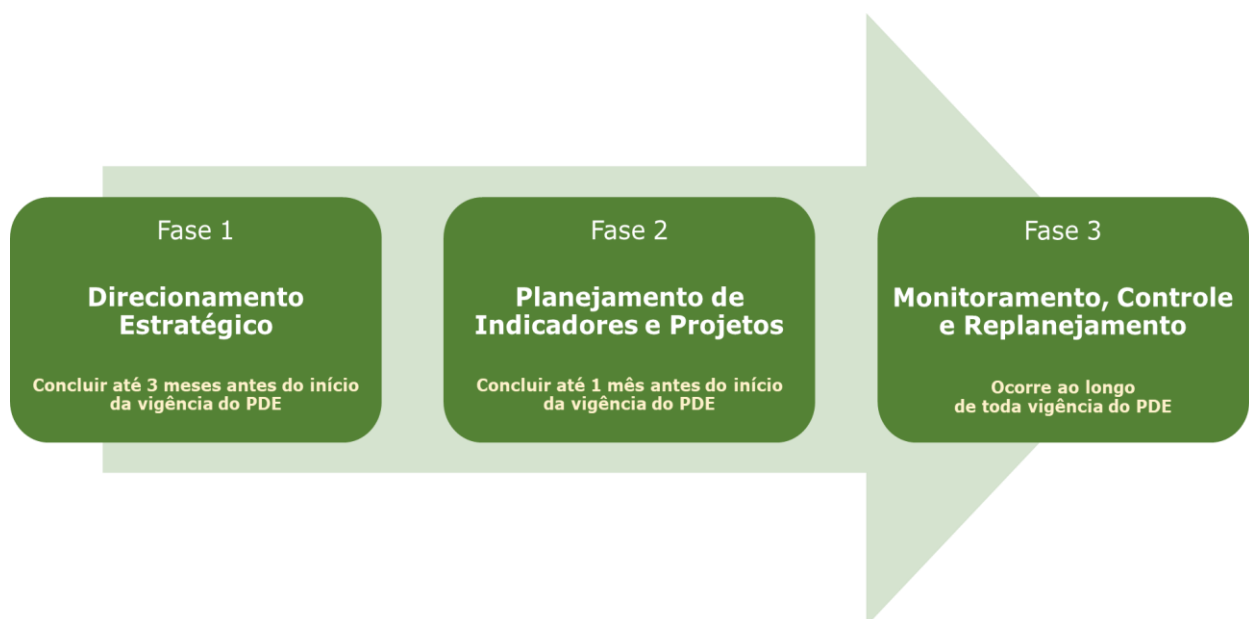 Fase 1
Direcionamento
Estratégico
Concluir até 3 meses antes do início
da vigência do PDE
Fase 2
Planejamento de
Indicadores e Projetos
Concluir até 1 mês antes do início
da vigência do PDE
Fase 3
Monitoramento, Controle
e Replanejamento
Ocorre ao longo
de toda vigência do PDE